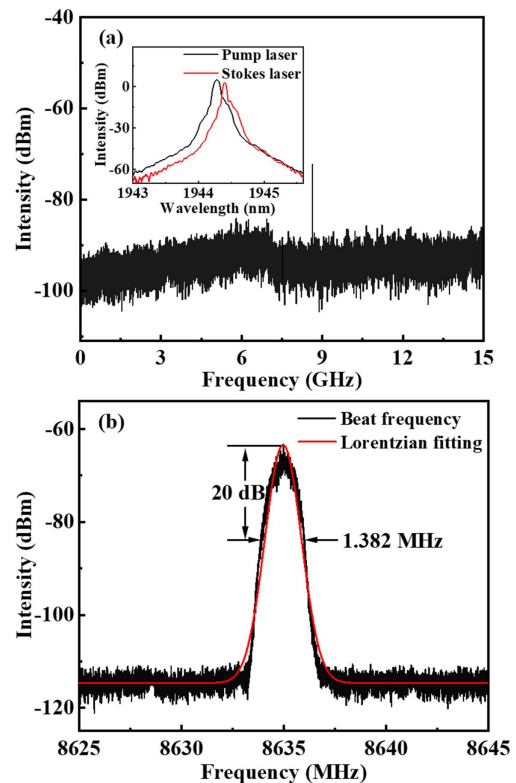 (a)
Pump laser
Stokes laser
Intensity (dBm)
0
-30
-60
1943 1944 1945
Wavelength (nm)
Intensity (dBm)
-40
-60
-80
-100
0 3 6 9 12 15
Frequency (GHz)
(b)
Beat frequency
Lorentzian fitting
20 dB
1.382 MHz
Intensity (dBm)
-60
-80
-100
-120
8625 8630 8635 8640 8645
Frequency (MHz)